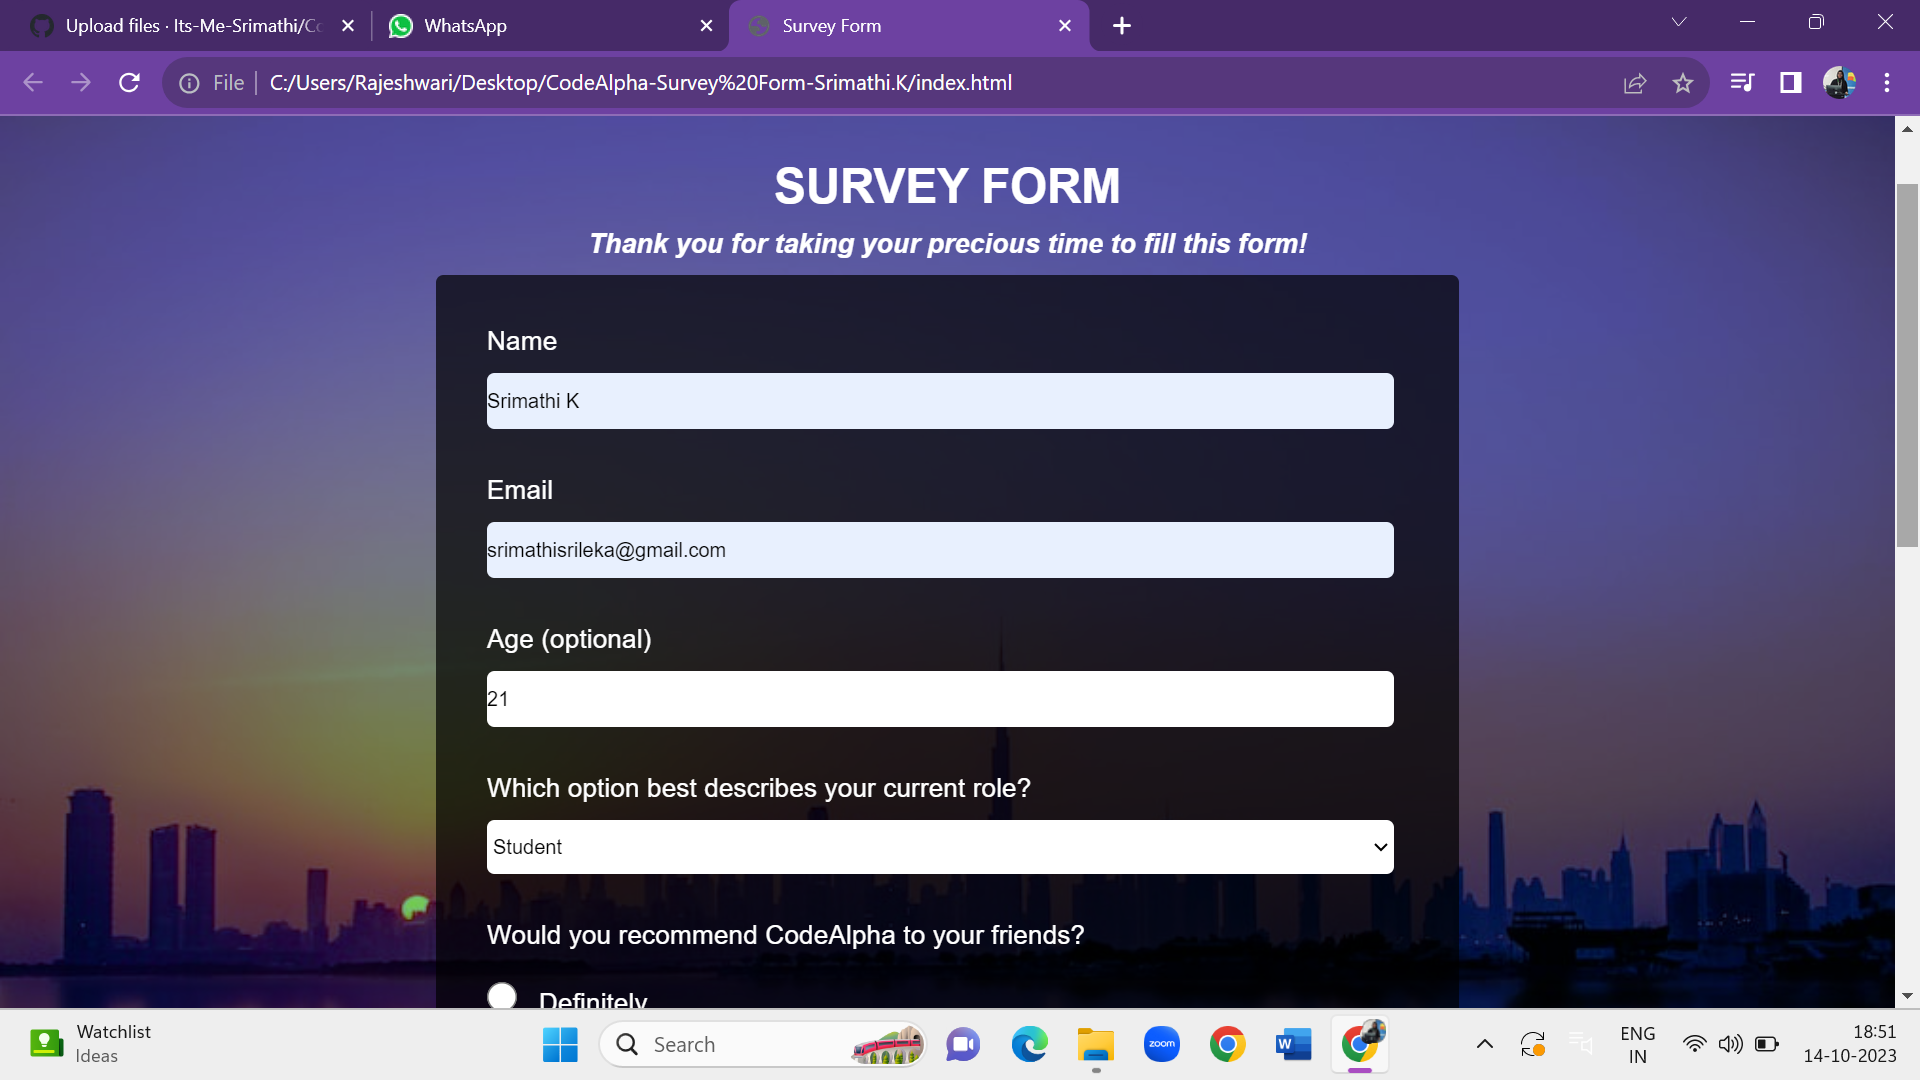 Upload files · Its-Me-Srimathi/Co
WhatsApp
Survey Form
File
C:/Users/Rajeshwari/Desktop/CodeAlpha-Survey%20Form-Srimathi.K/index.html
SURVEY FORM
Thank you for taking your precious time to fill this form!
Name
Srimathi K
Email
srimathisrileka@gmail.com
Age (optional)
21
Which option best describes your current role?
Student
Would you recommend CodeAlpha to your friends?
Definitely
Watchlist
Ideas
Search
zoom
W
ENG
IN
18:51
14-10-2023